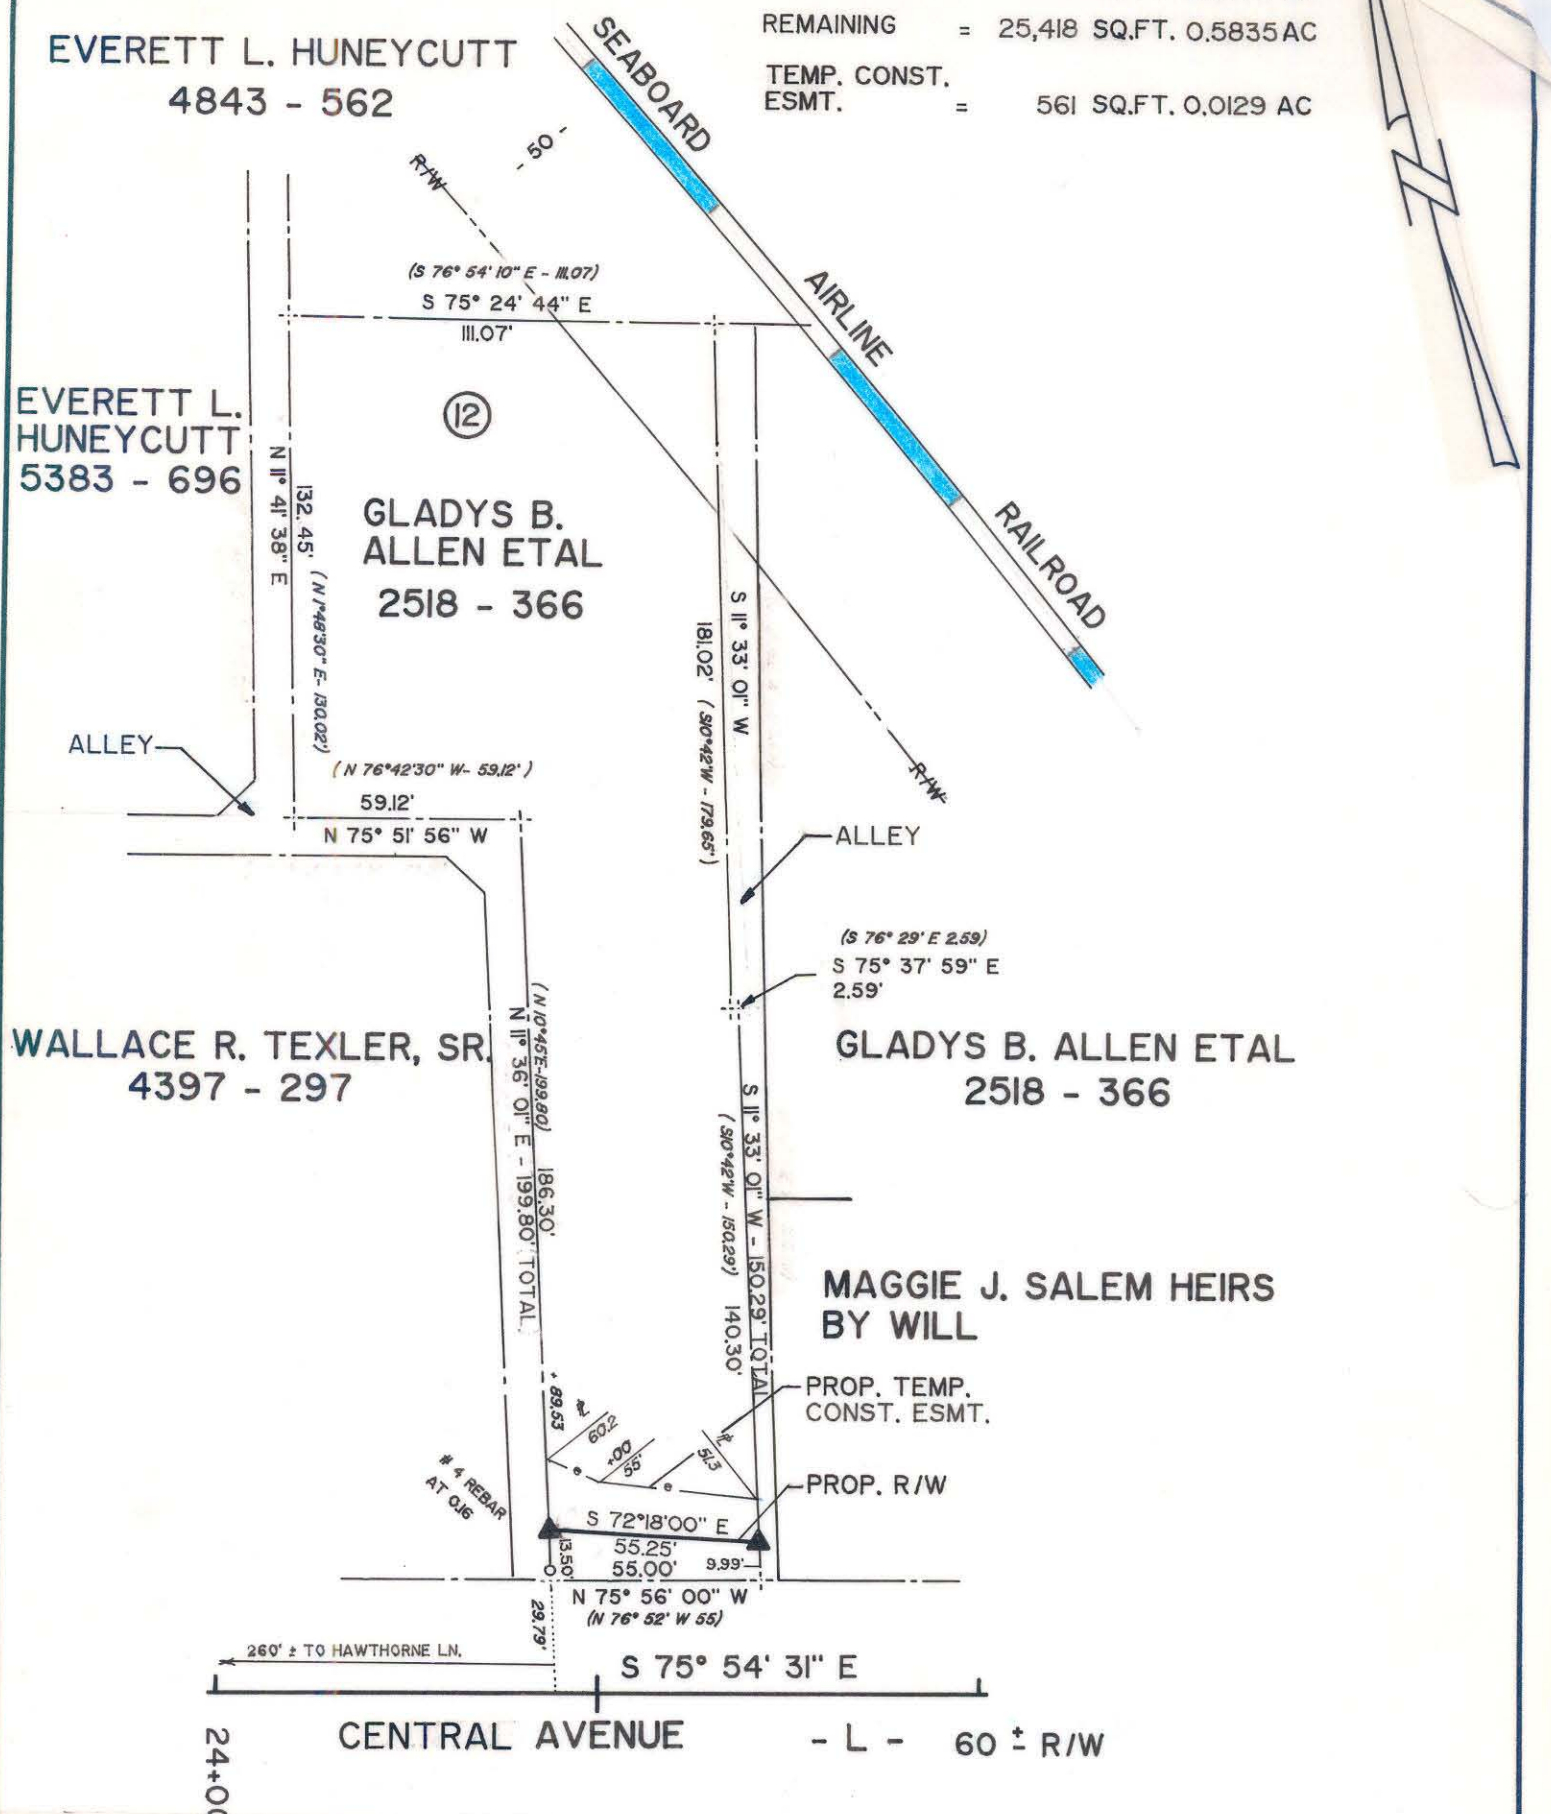 REMAINING = 25,418 SQ.FT. 0.5835 AC
TEMP. CONST.
ESMT. = 561 SQ.FT. 0.0129 AC
EVERETT L. HUNEYCUTT
4843 - 562
SEABOARD
AIRLINE
RAILROAD
- 50 -
R/W
(S 76° 54' 10" E - 111.07)
S 75° 24' 44" E
111.07'
12
EVERETT L.
HUNEYCUTT
5383 - 696
N 11° 41' 38" E
132.45' (N 1°48'30" E- 130.02')
GLADYS B.
ALLEN ETAL
2518 - 366
S 11° 33' 01" W
181.02' (S10°42'W - 179.65')
R/W
ALLEY
(N 76°42'30" W- 59.12')
59.12'
N 75° 51' 56" W
ALLEY
(S 76° 29' E 2.59)
S 75° 37' 59" E
2.59'
WALLACE R. TEXLER, SR.
4397 - 297
(N 10°45'E-199.80) 186.30'
N 11° 36' 01" E - 199.80' (TOTAL)
GLADYS B. ALLEN ETAL
2518 - 366
S 11° 33' 01" W - 150.29' TOTAL
(S10°42'W - 150.29') 140.30'
MAGGIE J. SALEM HEIRS
BY WILL
PROP. TEMP.
CONST. ESMT.
+ 89.53
60.2
+00
55'
51.3
e
e
# 4 REBAR
AT 0.16
PROP. R/W
S 72°18'00" E
55.25'
55.00'
13.50'
9.99'
N 75° 56' 00" W
(N 76° 52' W 55)
29.79'
260' ± TO HAWTHORNE LN.
S 75° 54' 31" E
CENTRAL AVENUE - L - 60 ± R/W